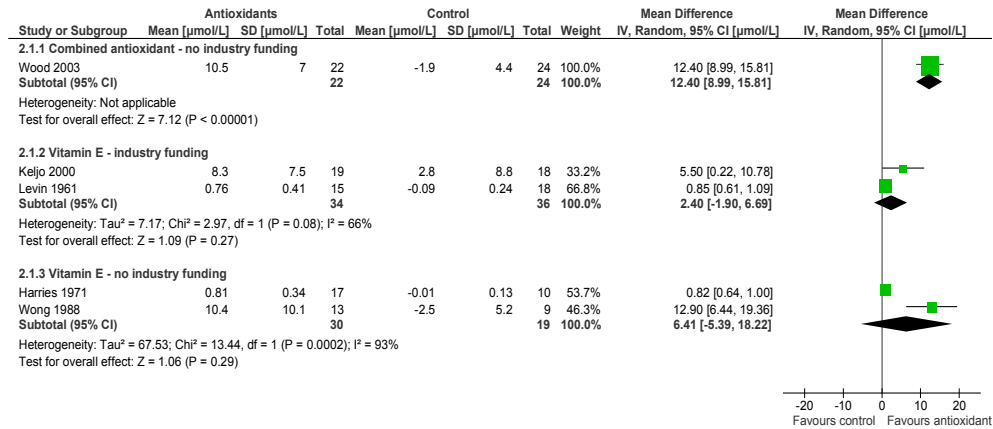 Antioxidants Control Mean Difference Mean Difference
Study or Subgroup Mean [µmol/L] SD [µmol/L] Total Mean [µmol/L] SD [µmol/L] Total Weight IV, Random, 95% CI [µmol/L] IV, Random, 95% CI [µmol/L]
2.1.1 Combined antioxidant - no industry funding
Wood 2003 10.5 7 22 -1.9 4.4 24 100.0% 12.40 [8.99, 15.81]
Subtotal (95% CI) 22 24 100.0% 12.40 [8.99, 15.81]
Heterogeneity: Not applicable
Test for overall effect: Z = 7.12 (P < 0.00001)
2.1.2 Vitamin E - industry funding
Keljo 2000 8.3 7.5 19 2.8 8.8 18 33.2% 5.50 [0.22, 10.78]
Levin 1961 0.76 0.41 15 -0.09 0.24 18 66.8% 0.85 [0.61, 1.09]
Subtotal (95% CI) 34 36 100.0% 2.40 [-1.90, 6.69]
Heterogeneity: Tau² = 7.17; Chi² = 2.97, df = 1 (P = 0.08); I² = 66%
Test for overall effect: Z = 1.09 (P = 0.27)
2.1.3 Vitamin E - no industry funding
Harries 1971 0.81 0.34 17 -0.01 0.13 10 53.7% 0.82 [0.64, 1.00]
Wong 1988 10.4 10.1 13 -2.5 5.2 9 46.3% 12.90 [6.44, 19.36]
Subtotal (95% CI) 30 19 100.0% 6.41 [-5.39, 18.22]
Heterogeneity: Tau² = 67.53; Chi² = 13.44, df = 1 (P = 0.0002); I² = 93%
Test for overall effect: Z = 1.06 (P = 0.29)
-20 -10 0 10 20
Favours control Favours antioxidant